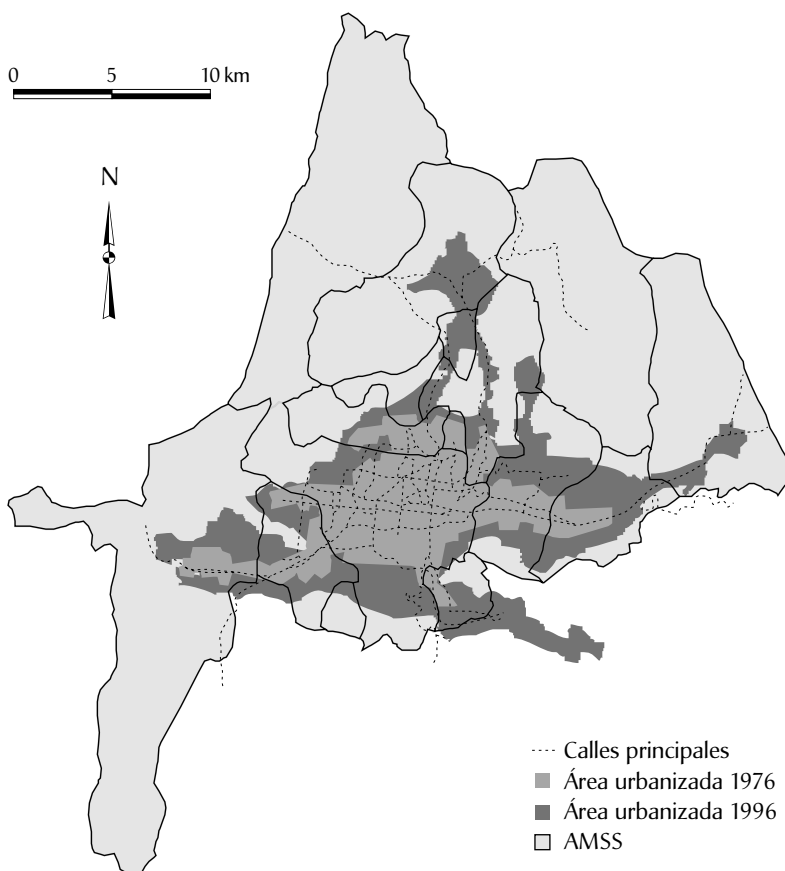 0 5 10 km
N
Calles principales
Área urbanizada 1976
Área urbanizada 1996
AMSS